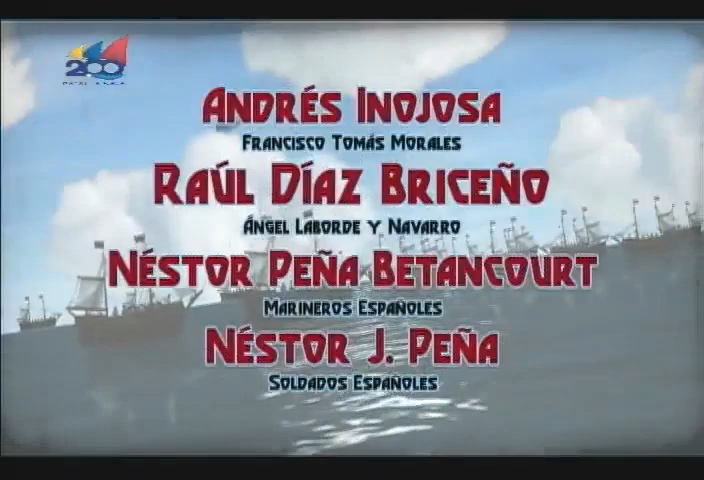 200
Andrés Inojosa
Francisco Tomás Morales
Raúl Díaz Briceño
Ángel Laborde y Navarro
Néstor Peña Betancourt
Marineros Españoles
Néstor J. Peña
Soldados Españoles